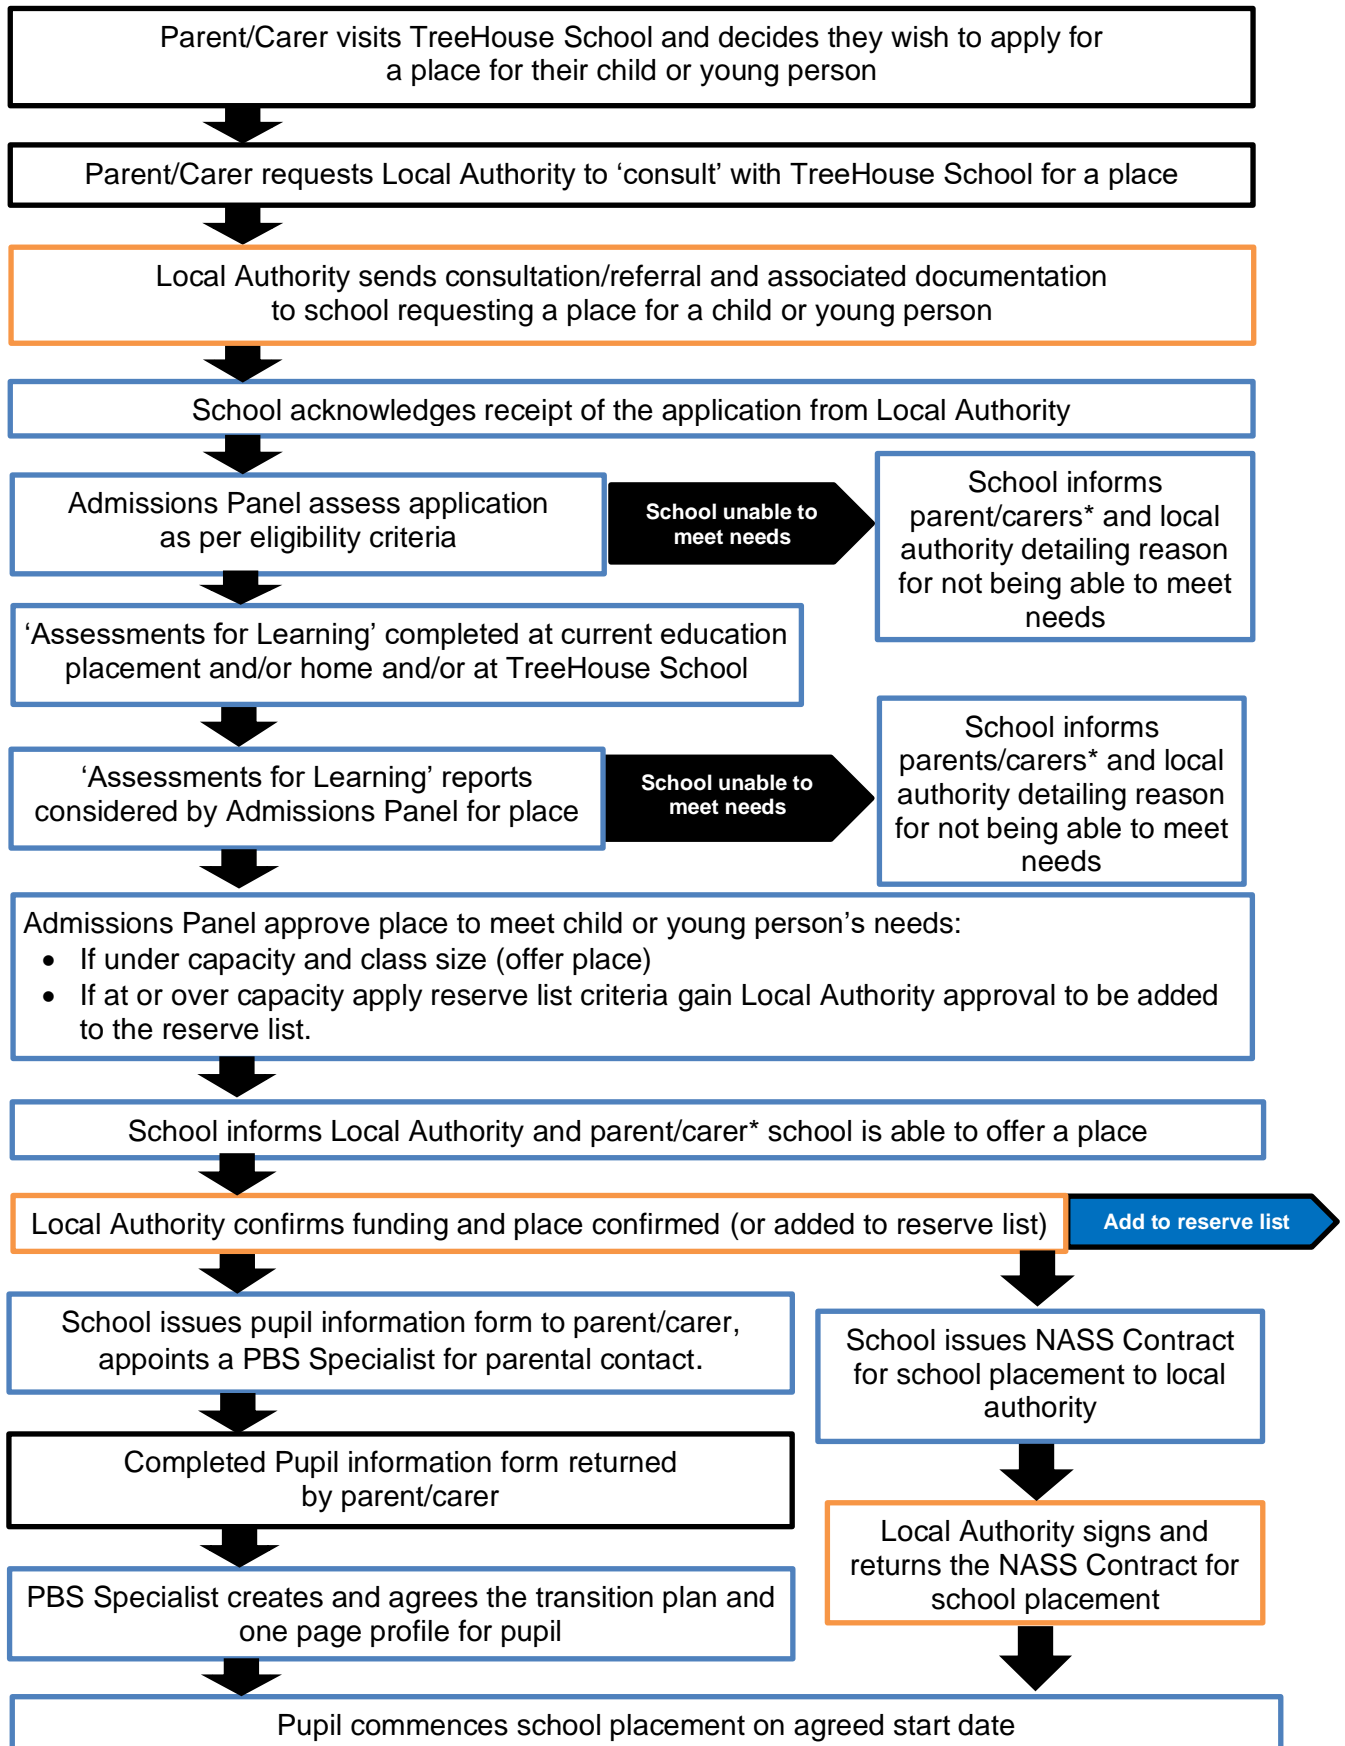 Parent/Carer visits TreeHouse School and decides they wish to apply for
a place for their child or young person
Parent/Carer requests Local Authority to ‘consult’ with TreeHouse School for a place
Local Authority sends consultation/referral and associated documentation
to school requesting a place for a child or young person
School acknowledges receipt of the application from Local Authority
Admissions Panel assess application
as per eligibility criteria
School unable to
meet needs
School informs
parent/carers* and local
authority detailing reason
for not being able to meet
needs
‘Assessments for Learning’ completed at current education
placement and/or home and/or at TreeHouse School
‘Assessments for Learning’ reports
considered by Admissions Panel for place
School unable to
meet needs
School informs
parents/carers* and local
authority detailing reason
for not being able to meet
needs
Admissions Panel approve place to meet child or young person’s needs:
• If under capacity and class size (offer place)
• If at or over capacity apply reserve list criteria gain Local Authority approval to be added
to the reserve list.
School informs Local Authority and parent/carer* school is able to offer a place
Local Authority confirms funding and place confirmed (or added to reserve list)
Add to reserve list
School issues pupil information form to parent/carer,
appoints a PBS Specialist for parental contact.
School issues NASS Contract
for school placement to local
authority
Completed Pupil information form returned
by parent/carer
Local Authority signs and
returns the NASS Contract for
school placement
PBS Specialist creates and agrees the transition plan and
one page profile for pupil
Pupil commences school placement on agreed start date